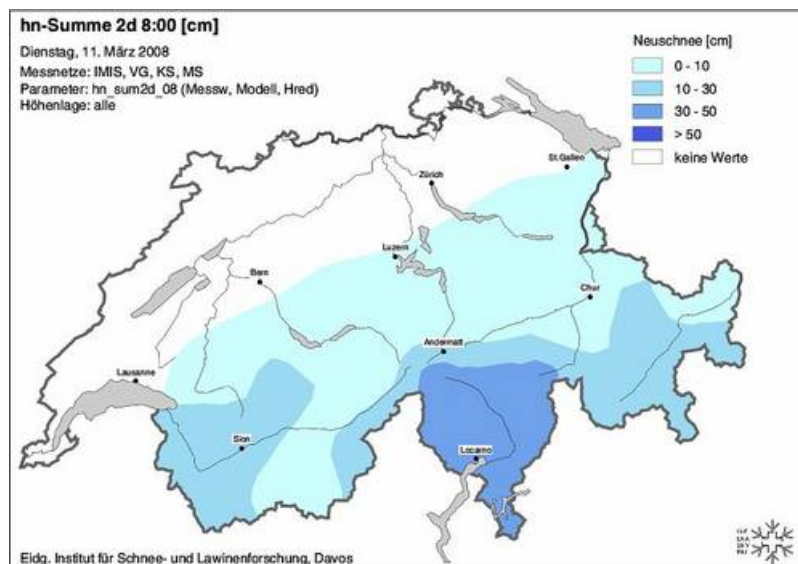 hn-Summe 2d 8:00 [cm]
Dienstag, 11. März 2008
Messnetze: IMIS, VG, KS, MS
Parameter: hn_sum2d_08 (Messw, Modell, Hred)
Höhenlage: alle
Neuschnee [cm]
0 - 10
10 - 30
30 - 50
> 50
keine Werte
St.Gallen
Zürich
Luzern
Bern
Chur
Andermatt
Lausanne
Sion
Locarno
Eidg. Institut für Schnee- und Lawinenforschung, Davos